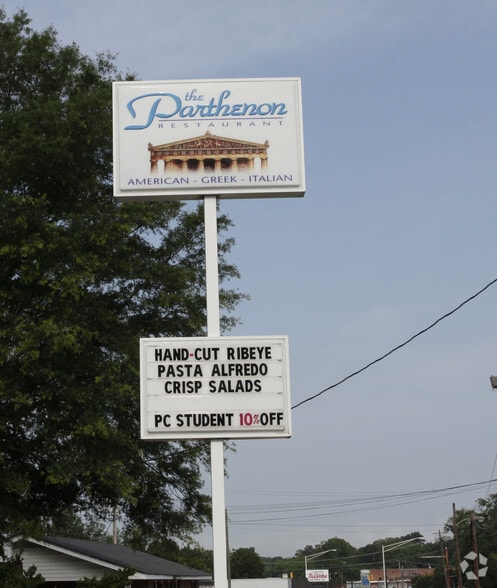 the
Parthenon
RESTAURANT
AMERICAN - GREEK - ITALIAN
HAND-CUT RIBEYE
PASTA ALFREDO
CRISP SALADS
PC STUDENT 10% OFF